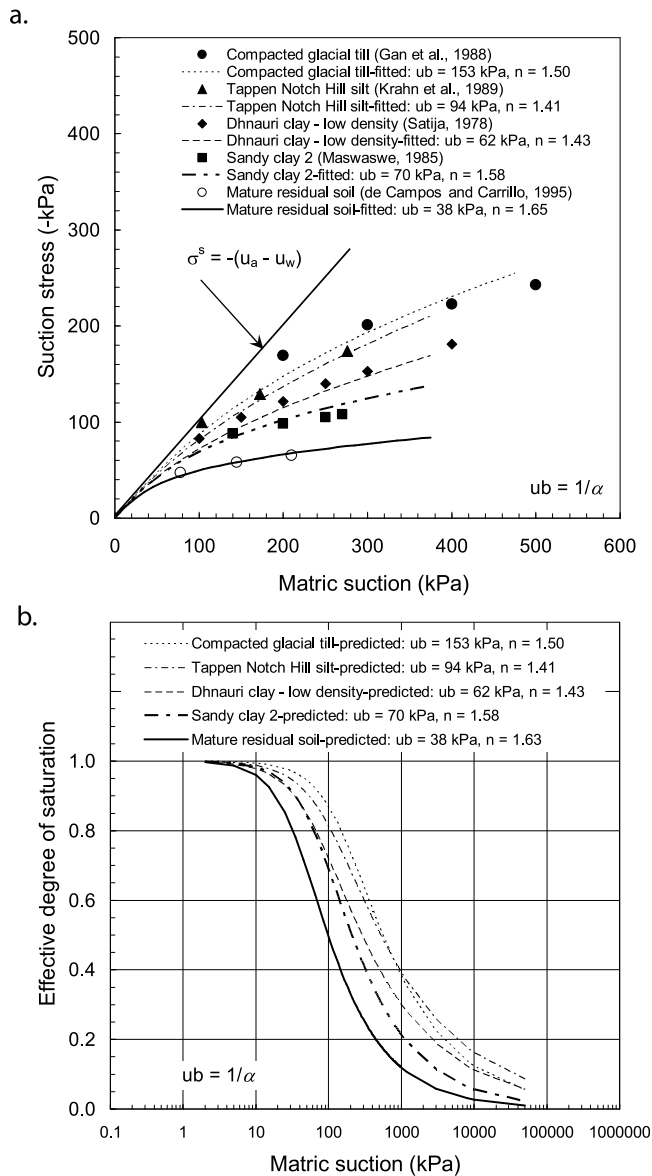 a.
500
400
300
200
100
0
Suction stress (-kPa)
Compacted glacial till (Gan et al., 1988)
Compacted glacial till-fitted: ub = 153 kPa, n = 1.50
Tappen Notch Hill silt (Krahn et al., 1989)
Tappen Notch Hill silt-fitted: ub = 94 kPa, n = 1.41
Dhnauri clay - low density (Satija, 1978)
Dhnauri clay - low density-fitted: ub = 62 kPa, n = 1.43
Sandy clay 2 (Maswaswe, 1985)
Sandy clay 2-fitted: ub = 70 kPa, n = 1.58
Mature residual soil (de Campos and Carrillo, 1995)
Mature residual soil-fitted: ub = 38 kPa, n = 1.65
σˢ = -(uₐ - u_w)
ub = 1/α
0 100 200 300 400 500 600
Matric suction (kPa)
b.
Compacted glacial till-predicted: ub = 153 kPa, n = 1.50
Tappen Notch Hill silt-predicted: ub = 94 kPa, n = 1.41
Dhnauri clay - low density-predicted: ub = 62 kPa, n = 1.43
Sandy clay 2-predicted: ub = 70 kPa, n = 1.58
Mature residual soil-predicted: ub = 38 kPa, n = 1.63
1.0
0.8
0.6
0.4
0.2
0.0
Effective degree of saturation
ub = 1/α
0.1 1 10 100 1000 10000 100000 1000000
Matric suction (kPa)